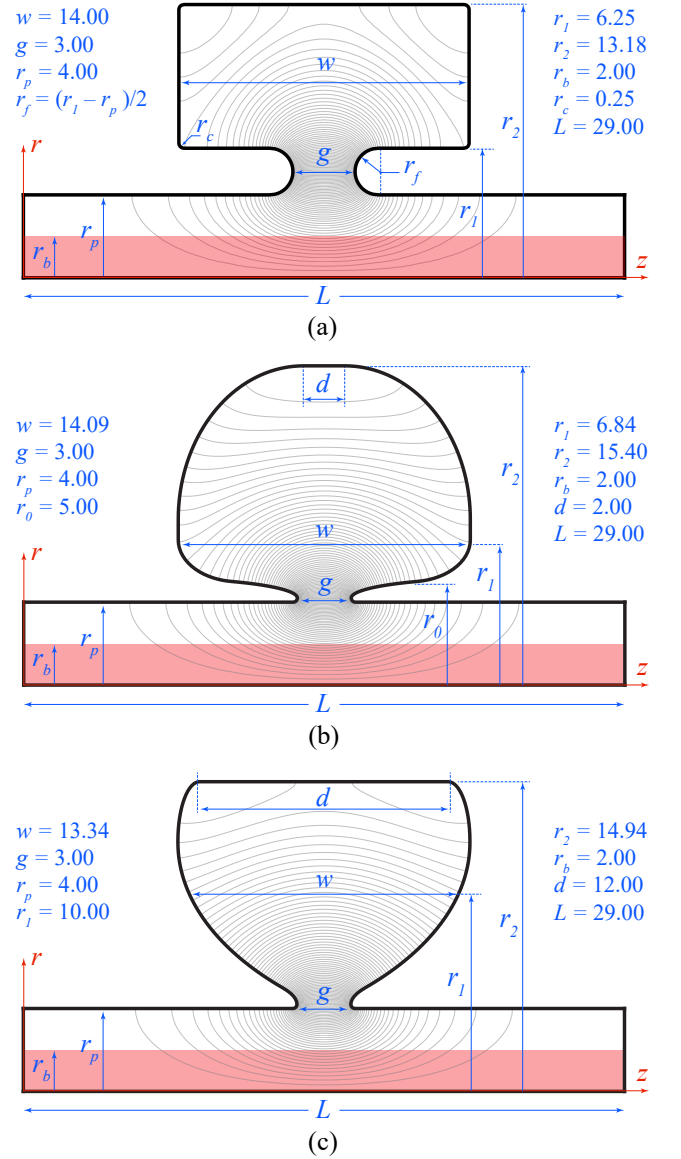 w = 14.00
g = 3.00
r_p = 4.00
r_f = (r_1 – r_p )/2
r_1 = 6.25
r_2 = 13.18
r_b = 2.00
r_c = 0.25
L = 29.00
w
r_c
r_2
r
g
r_f
r_1
r_p
r_b
z
L
(a)
d
w = 14.09
g = 3.00
r_p = 4.00
r_0 = 5.00
r_1 = 6.84
r_2 = 15.40
r_b = 2.00
d = 2.00
L = 29.00
r_2
w
r
r_1
g
r_0
r_p
r_b
z
L
(b)
d
w = 13.34
g = 3.00
r_p = 4.00
r_1 = 10.00
r_2 = 14.94
r_b = 2.00
d = 12.00
L = 29.00
w
r_2
r
r_1
g
r_p
r_b
z
L
(c)